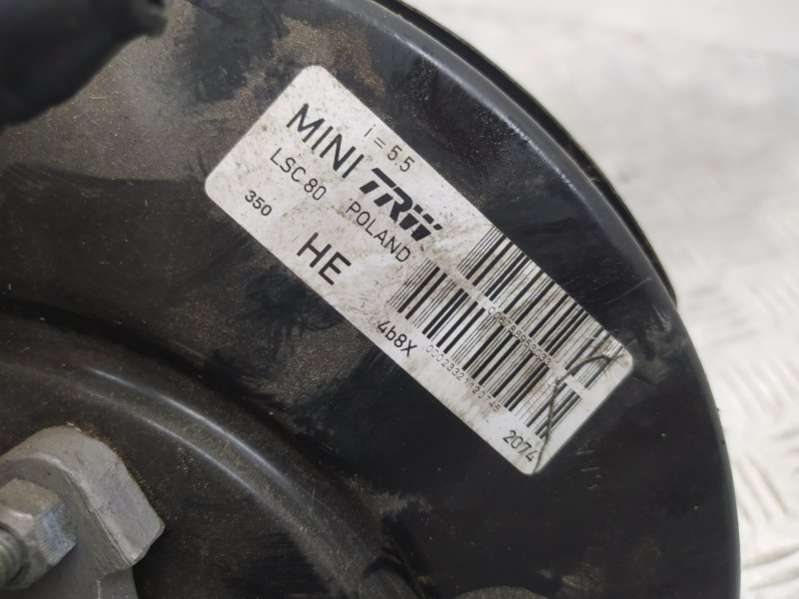 i = 5.5
MINI TRW
LSC 80 POLAND
350 HE
4b8X
2074